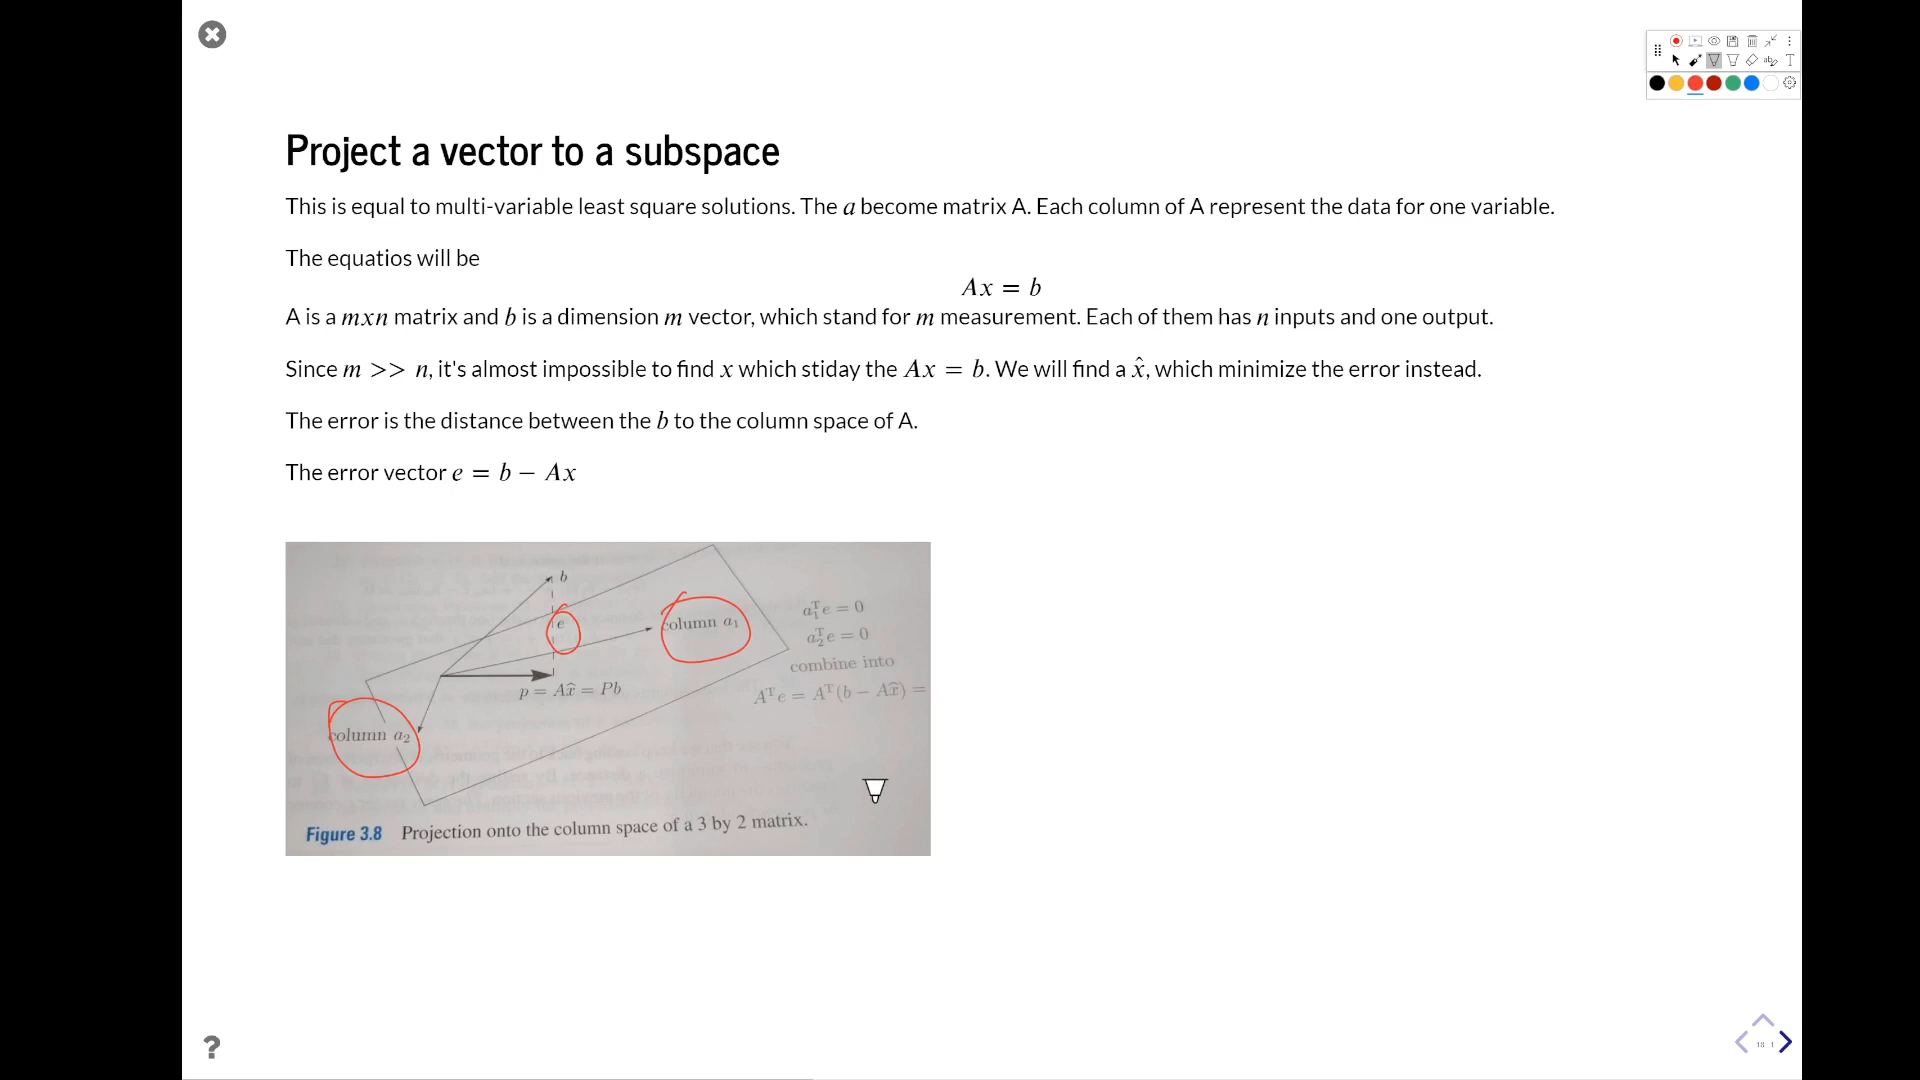 Project a vector to a subspace
This is equal to multi-variable least square solutions. The a become matrix A. Each column of A represent the data for one variable.
The equatios will be
Ax = b
A is a mxn matrix and b is a dimension m vector, which stand for m measurement. Each of them has n inputs and one output.
Since m >> n, it's almost impossible to find x which stiday the Ax = b. We will find a x̂, which minimize the error instead.
The error is the distance between the b to the column space of A.
The error vector e = b − Ax
b
e
column a₁
p = Ax̂ = Pb
column a₂
a₁ᵀe = 0
a₂ᵀe = 0
combine into
Aᵀe = Aᵀ(b − Ax̂) =
Figure 3.8 Projection onto the column space of a 3 by 2 matrix.
T
?
18 1